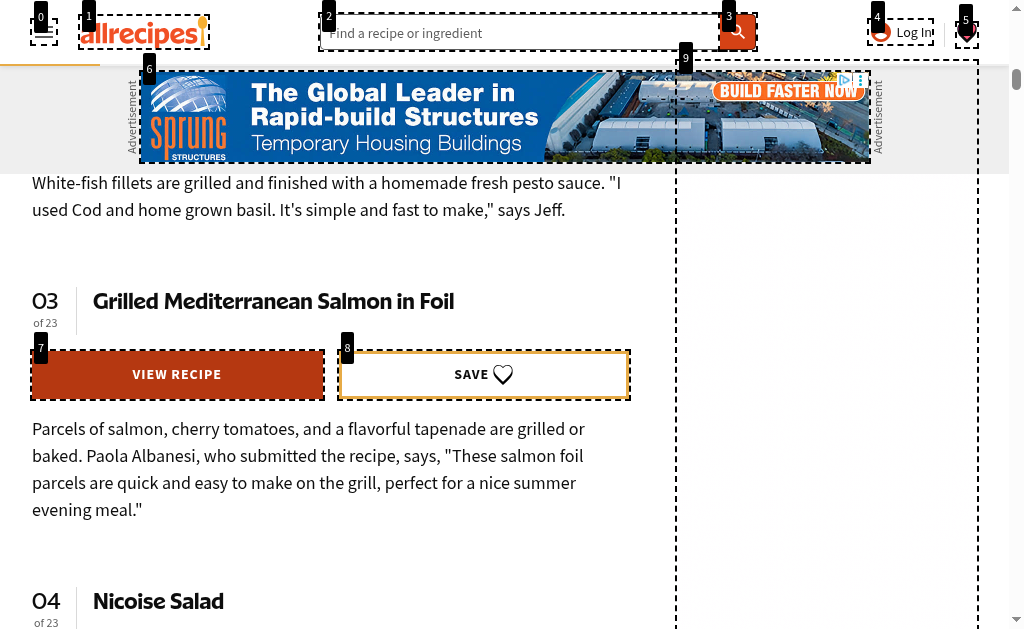 0
1
2
3
4
5
allrecipes
Find a recipe or ingredient
Log In
6
9
Advertisement
sprung
STRUCTURES
The Global Leader in
Rapid-build Structures
Temporary Housing Buildings
BUILD FASTER NOW
Advertisement
White-fish fillets are grilled and finished with a homemade fresh pesto sauce. "I
used Cod and home grown basil. It's simple and fast to make," says Jeff.
03
of 23
Grilled Mediterranean Salmon in Foil
7
8
VIEW RECIPE
SAVE
Parcels of salmon, cherry tomatoes, and a flavorful tapenade are grilled or
baked. Paola Albanesi, who submitted the recipe, says, "These salmon foil
parcels are quick and easy to make on the grill, perfect for a nice summer
evening meal."
04
of 23
Nicoise Salad